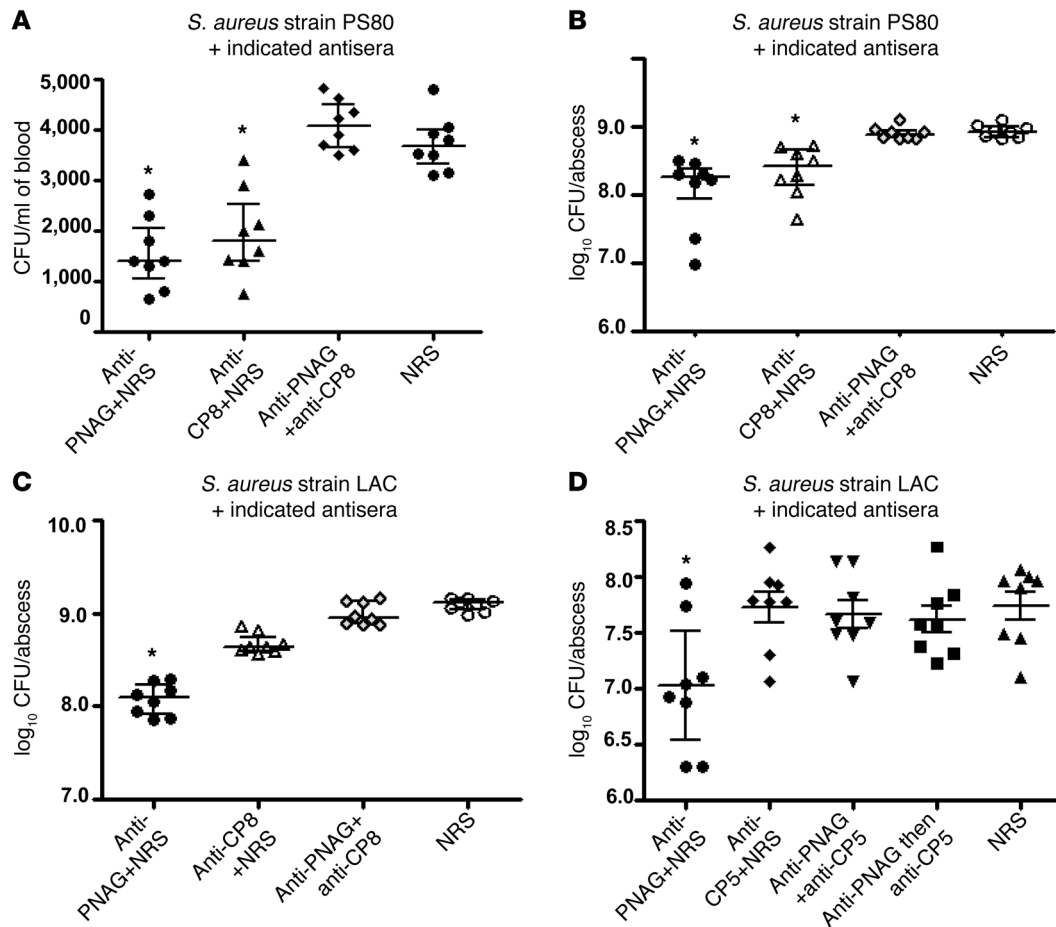 A
S. aureus strain PS80
+ indicated antisera
CFU/ml of blood
5,000
4,000
3,000
2,000
1,000
0
*
*
Anti-
PNAG+NRS
Anti-
CP8+NRS
Anti-PNAG
+anti-CP8
NRS
B
S. aureus strain PS80
+ indicated antisera
log10 CFU/abscess
9.0
8.0
7.0
6.0
*
*
Anti-
PNAG+NRS
Anti-
CP8+NRS
Anti-PNAG
+anti-CP8
NRS
C
S. aureus strain LAC
+ indicated antisera
log10 CFU/abscess
10.0
9.0
8.0
7.0
*
Anti-
PNAG+NRS
Anti-CP8
+NRS
Anti-PNAG+
anti-CP8
NRS
D
S. aureus strain LAC
+ indicated antisera
log10 CFU/abscess
8.5
8.0
7.5
7.0
6.5
6.0
*
Anti-
PNAG+NRS
Anti
CP5+NRS
Anti-PNAG
+anti-CP5
Anti-PNAG then
anti-CP5
NRS